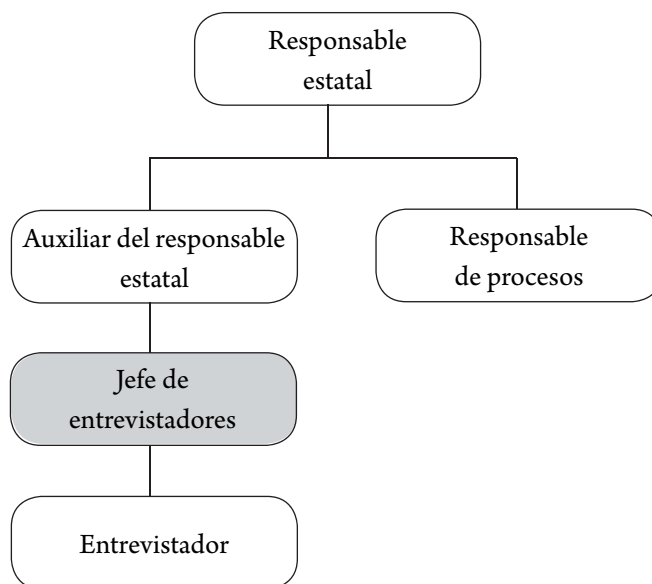 Responsable
estatal
Auxiliar del responsable
estatal
Responsable
de procesos
Jefe de
entrevistadores
Entrevistador